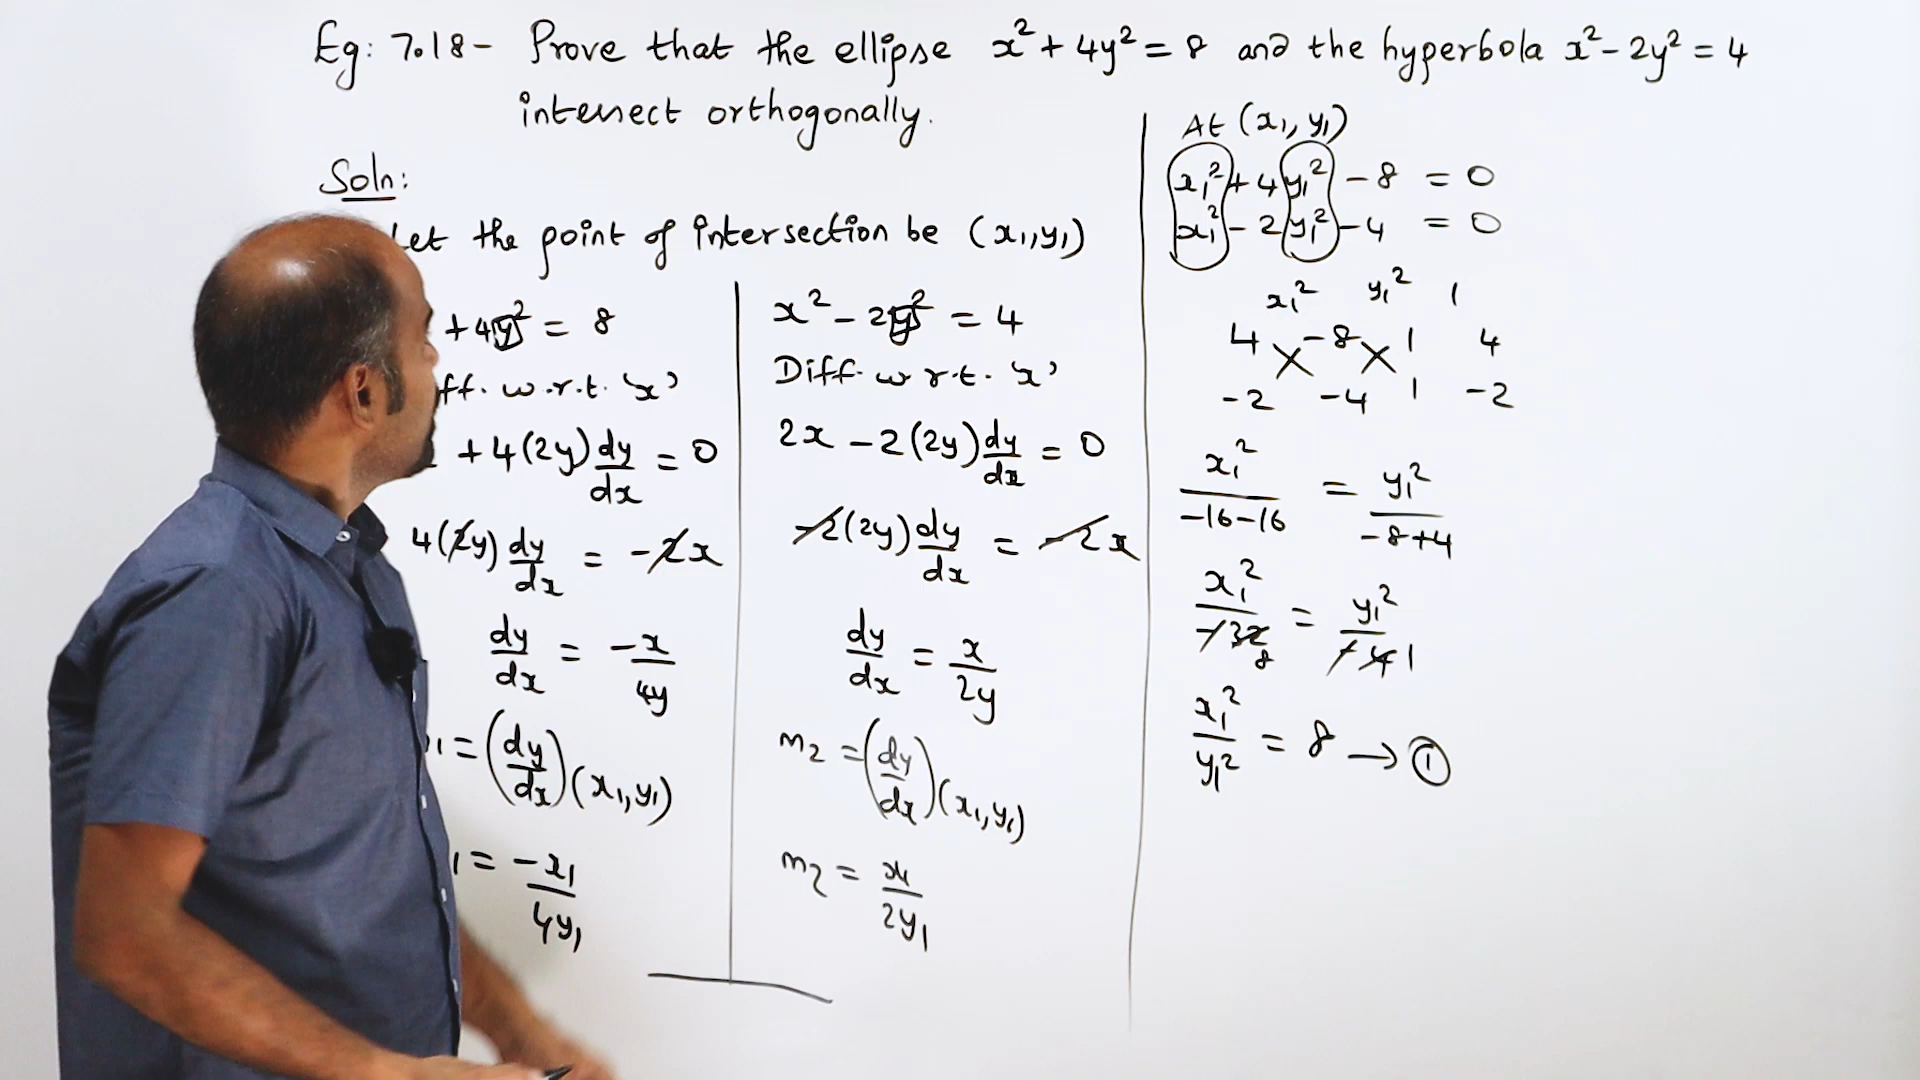 Eg: 7.18 - Prove that the ellipse x² + 4y² = 8 and the hyperbola x² - 2y² = 4
intersect orthogonally.
Soln:
Let the point of intersection be (x₁, y₁)
+ 4y² = 8
ff. w.r.t. 'x'
+ 4(2y) dy/dx = 0
4(2y) dy/dx = -2x
dy/dx = -x/4y
1 = (dy/dx)(x₁, y₁)
1 = -x₁/4y₁
x² - 2y² = 4
Diff. w r.t. 'x'
2x - 2(2y) dy/dx = 0
-2(2y) dy/dx = -2x
dy/dx = x/2y
m₂ = (dy/dx)(x₁, y₁)
m₂ = x₁/2y₁
At (x₁, y₁)
x₁² + 4y₁² - 8 = 0
x₁² - 2y₁² - 4 = 0
x₁² y₁² 1
4 -8 1 4
-2 -4 1 -2
x₁²/-16-16 = y₁²/-8+4
x₁²/-32 8 = y₁²/-4 1
x₁²/y₁² = 8 → ①